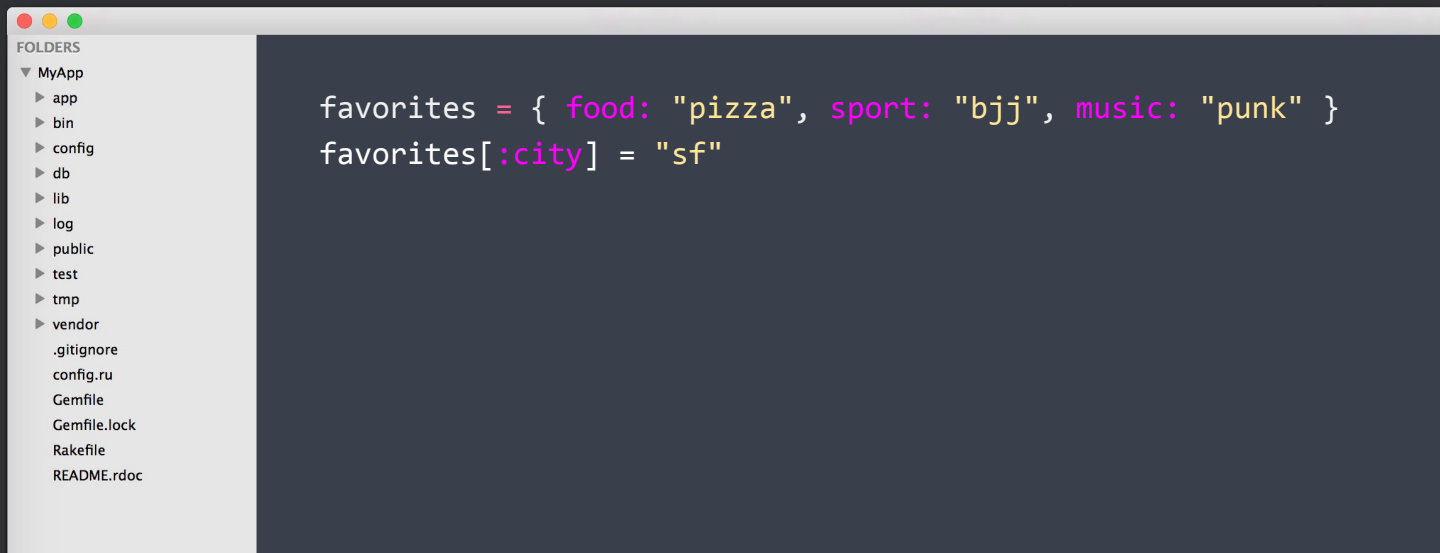 FOLDERS
MyApp
app
bin
config
db
lib
log
public
test
tmp
vendor
.gitignore
config.ru
Gemfile
Gemfile.lock
Rakefile
README.rdoc
favorites = { food: "pizza", sport: "bjj", music: "punk" }
favorites[:city] = "sf"